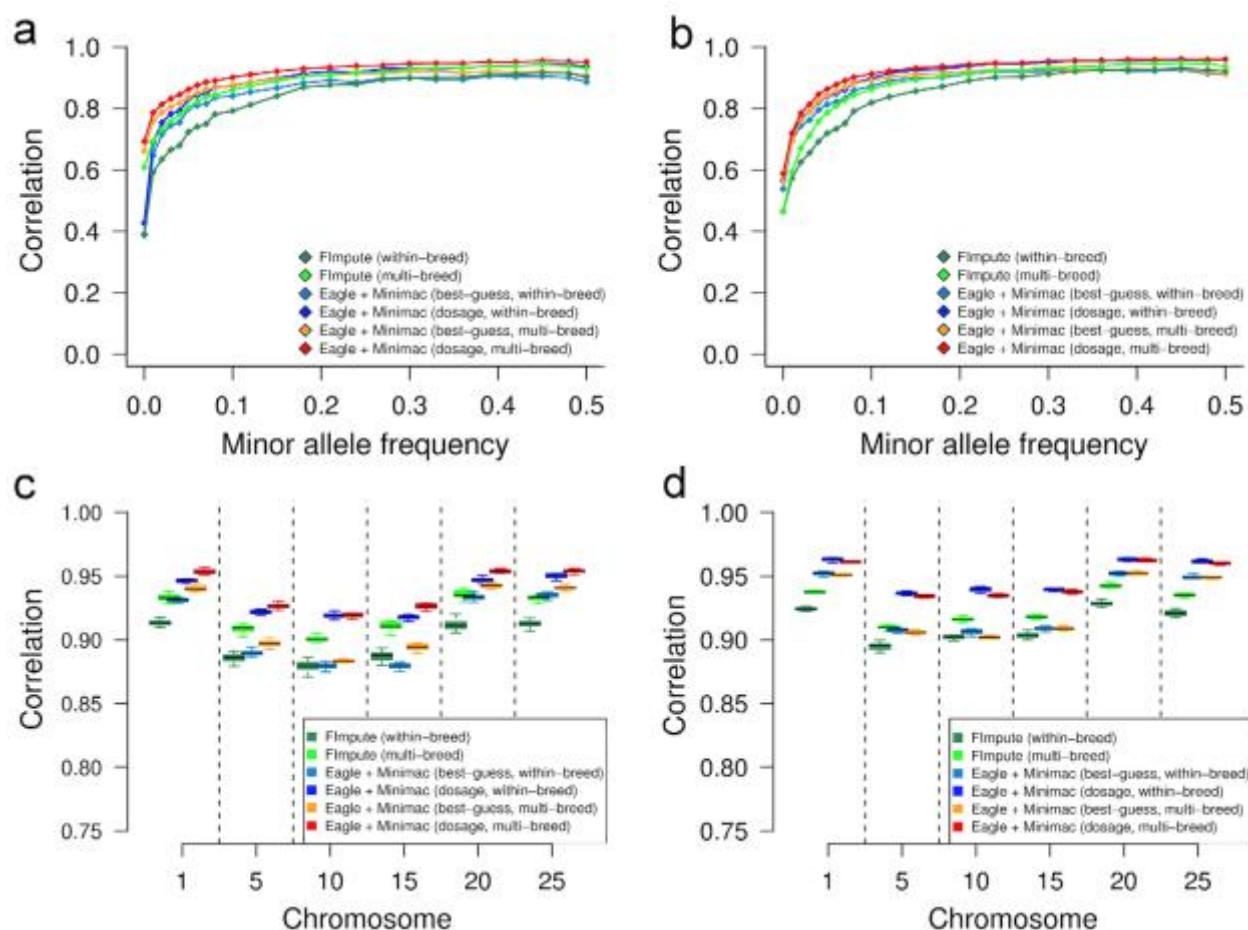 a
1.0
0.8
0.6
0.4
0.2
0.0
Correlation
FImpute (within-breed)
FImpute (multi-breed)
Eagle + Minimac (best-guess, within-breed)
Eagle + Minimac (dosage, within-breed)
Eagle + Minimac (best-guess, multi-breed)
Eagle + Minimac (dosage, multi-breed)
0.0 0.1 0.2 0.3 0.4 0.5
Minor allele frequency
b
1.0
0.8
0.6
0.4
0.2
0.0
Correlation
FImpute (within-breed)
FImpute (multi-breed)
Eagle + Minimac (best-guess, within-breed)
Eagle + Minimac (dosage, within-breed)
Eagle + Minimac (best-guess, multi-breed)
Eagle + Minimac (dosage, multi-breed)
0.0 0.1 0.2 0.3 0.4 0.5
Minor allele frequency
c
1.00
0.95
0.90
0.85
0.80
0.75
Correlation
FImpute (within-breed)
FImpute (multi-breed)
Eagle + Minimac (best-guess, within-breed)
Eagle + Minimac (dosage, within-breed)
Eagle + Minimac (best-guess, multi-breed)
Eagle + Minimac (dosage, multi-breed)
1 5 10 15 20 25
Chromosome
d
1.00
0.95
0.90
0.85
0.80
0.75
Correlation
FImpute (within-breed)
FImpute (multi-breed)
Eagle + Minimac (best-guess, within-breed)
Eagle + Minimac (dosage, within-breed)
Eagle + Minimac (best-guess, multi-breed)
Eagle + Minimac (dosage, multi-breed)
1 5 10 15 20 25
Chromosome